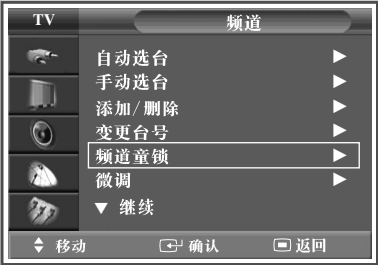 TV
频道
自动选台
手动选台
添加/删除
变更台号
频道童锁
微调
▼ 继续
移动 确认 返回